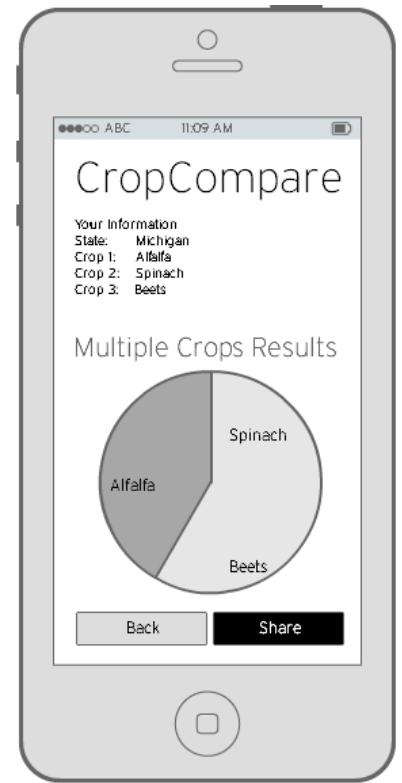 ABC 11:09 AM
CropCompare
Your Information
State: Michigan
Crop 1: Alfalfa
Crop 2: Spinach
Crop 3: Beets
Multiple Crops Results
Spinach
Alfalfa
Beets
Back Share